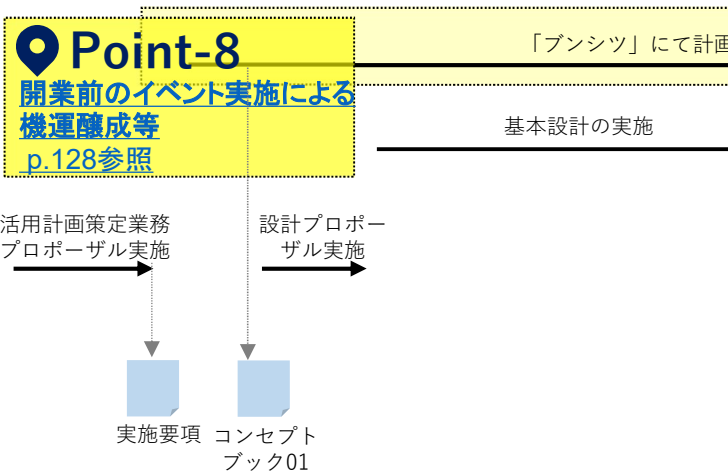 Point-8
開業前のイベント実施による
機運醸成等
p.128参照
「ブンシツ」にて計画
基本設計の実施
活用計画策定業務
プロポーザル実施
設計プロポー
ザル実施
実施要項
コンセプト
ブック01